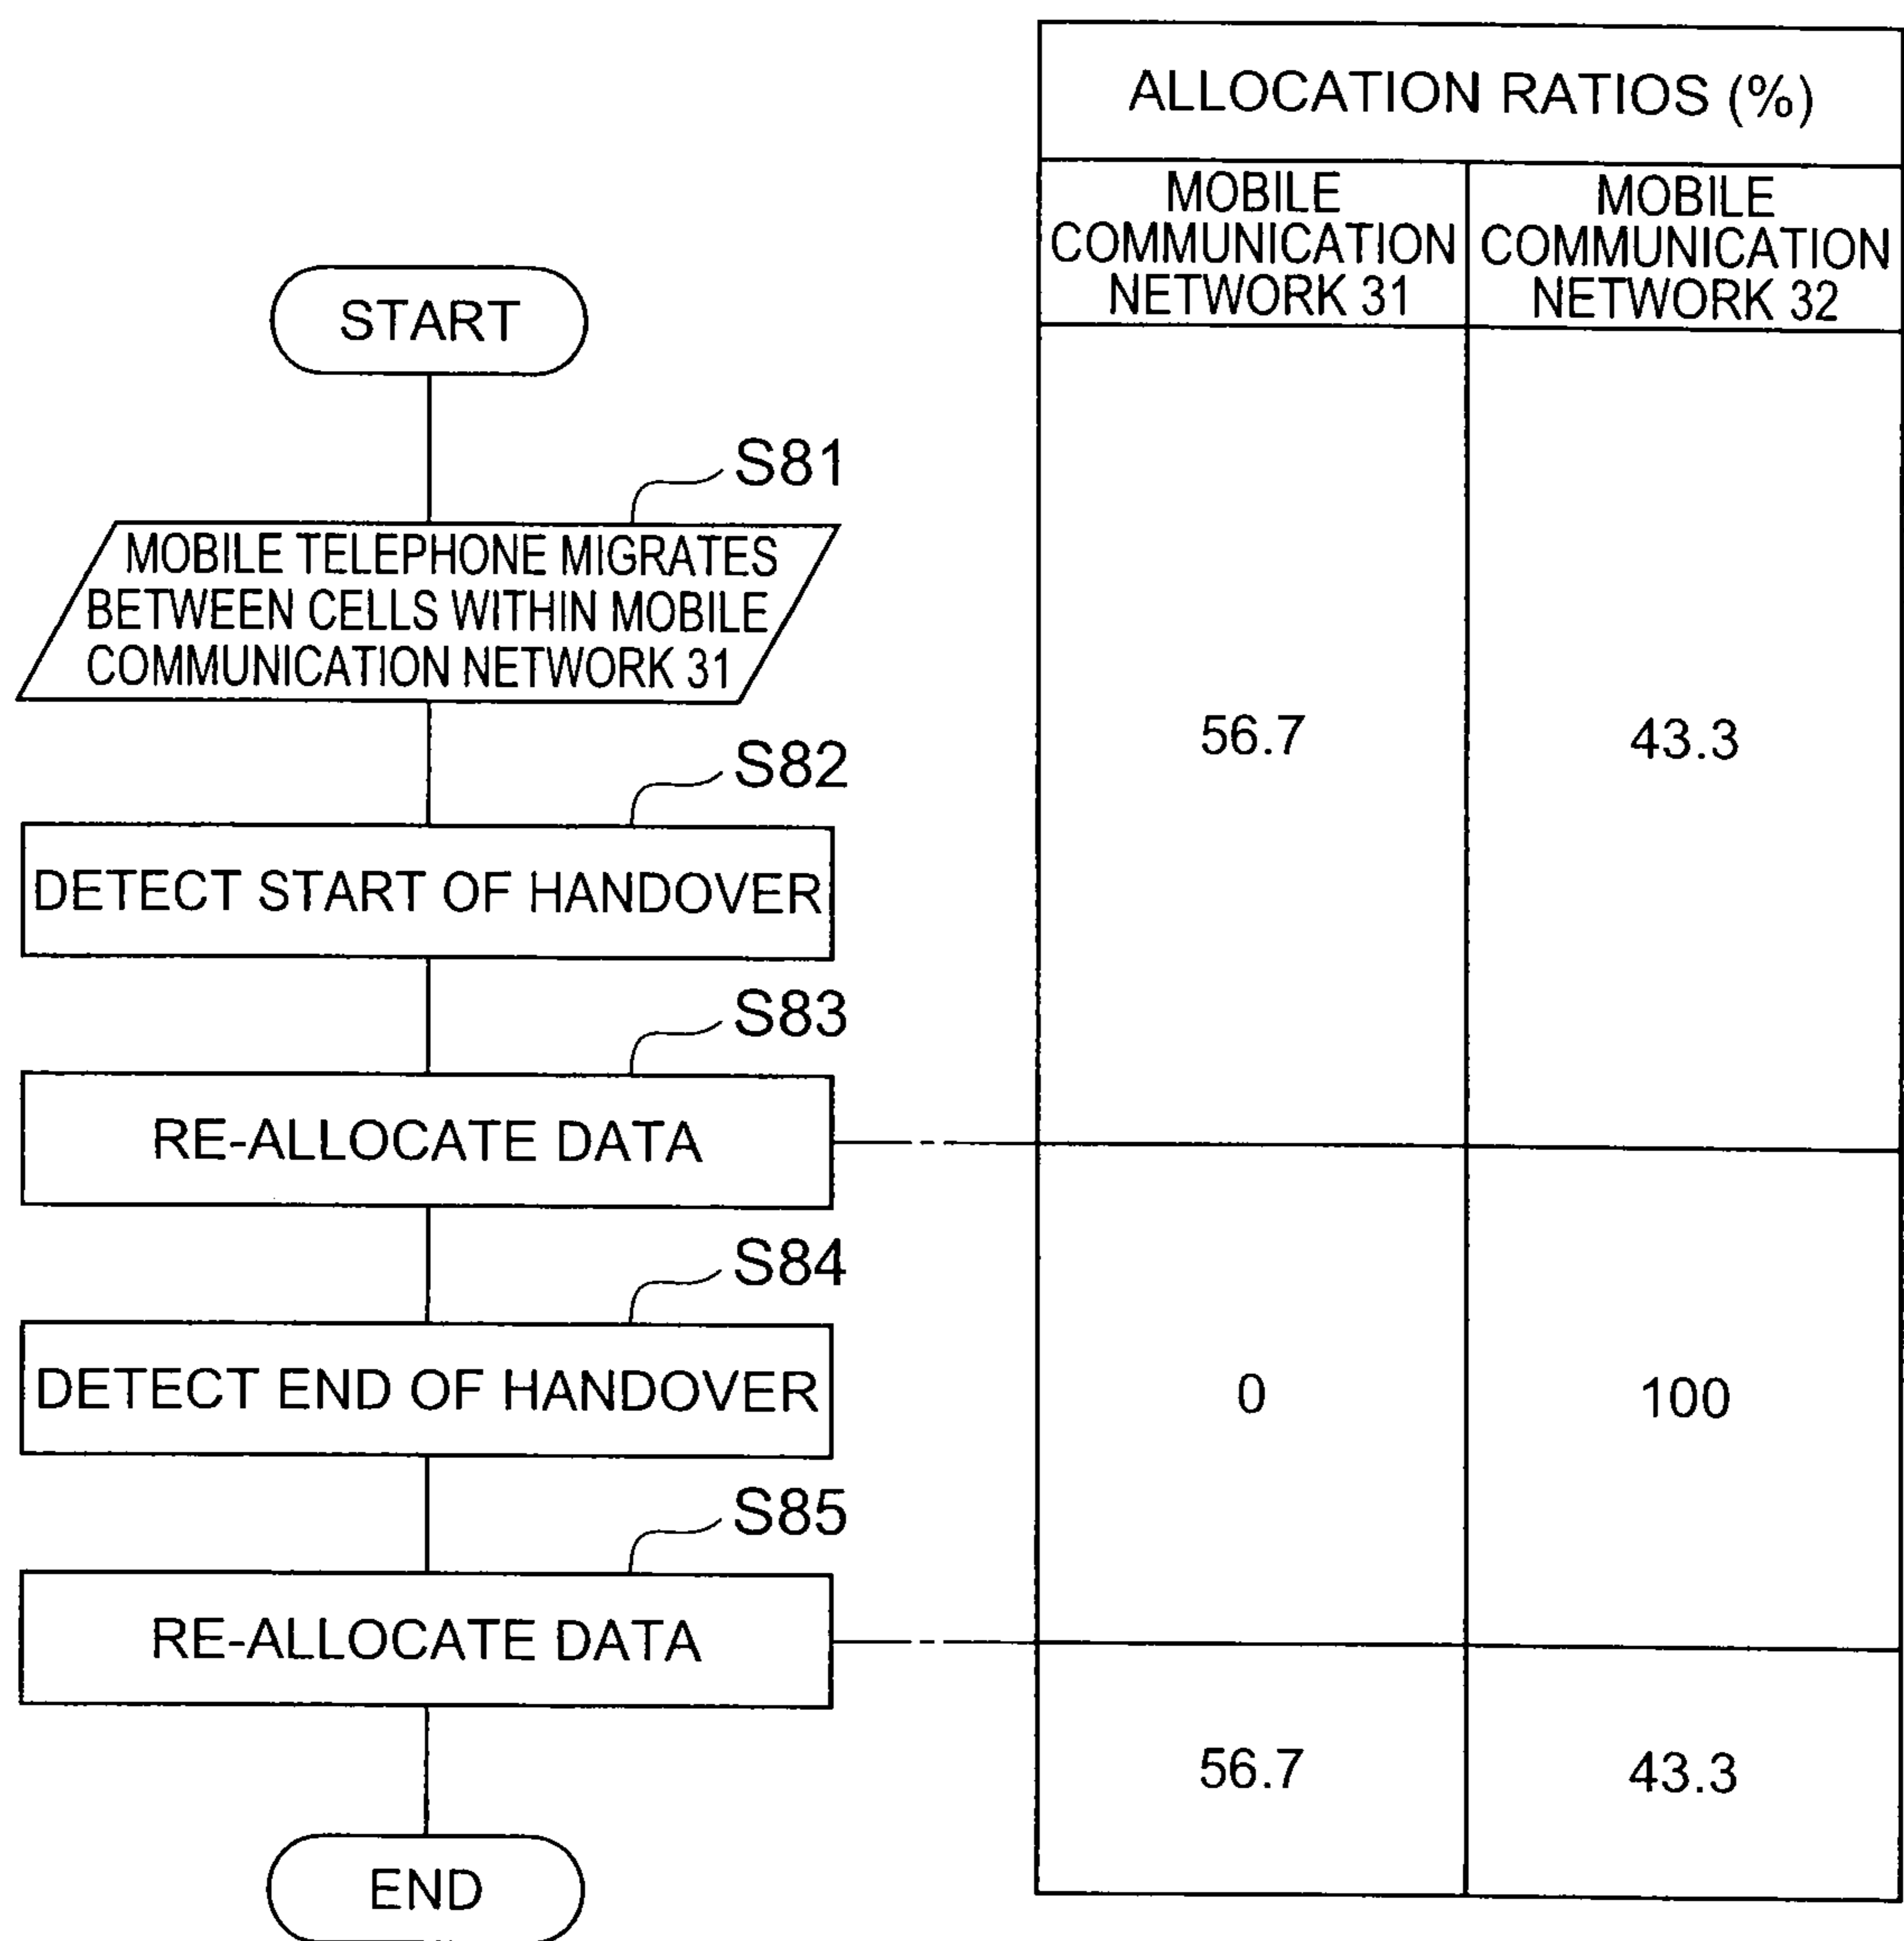 START
S81
MOBILE TELEPHONE MIGRATES
BETWEEN CELLS WITHIN MOBILE
COMMUNICATION NETWORK 31
S82
DETECT START OF HANDOVER
S83
RE-ALLOCATE DATA
S84
DETECT END OF HANDOVER
S85
RE-ALLOCATE DATA
END
ALLOCATION RATIOS (%)
MOBILE
COMMUNICATION
NETWORK 31
MOBILE
COMMUNICATION
NETWORK 32
56.7
43.3
0
100
56.7
43.3